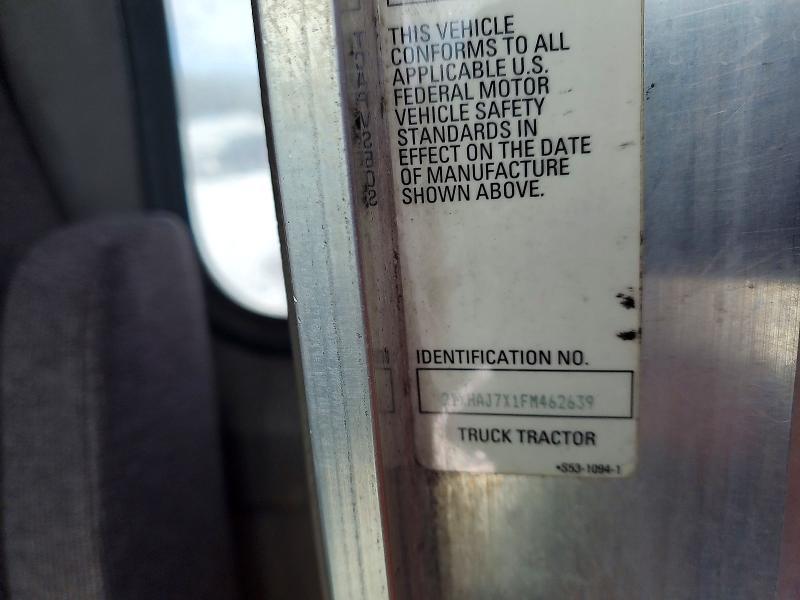 THIS VEHICLE
CONFORMS TO ALL
APPLICABLE U.S.
FEDERAL MOTOR
VEHICLE SAFETY
STANDARDS IN
EFFECT ON THE DATE
OF MANUFACTURE
SHOWN ABOVE.
IDENTIFICATION NO.
TRUCK TRACTOR
•S53-1094-1